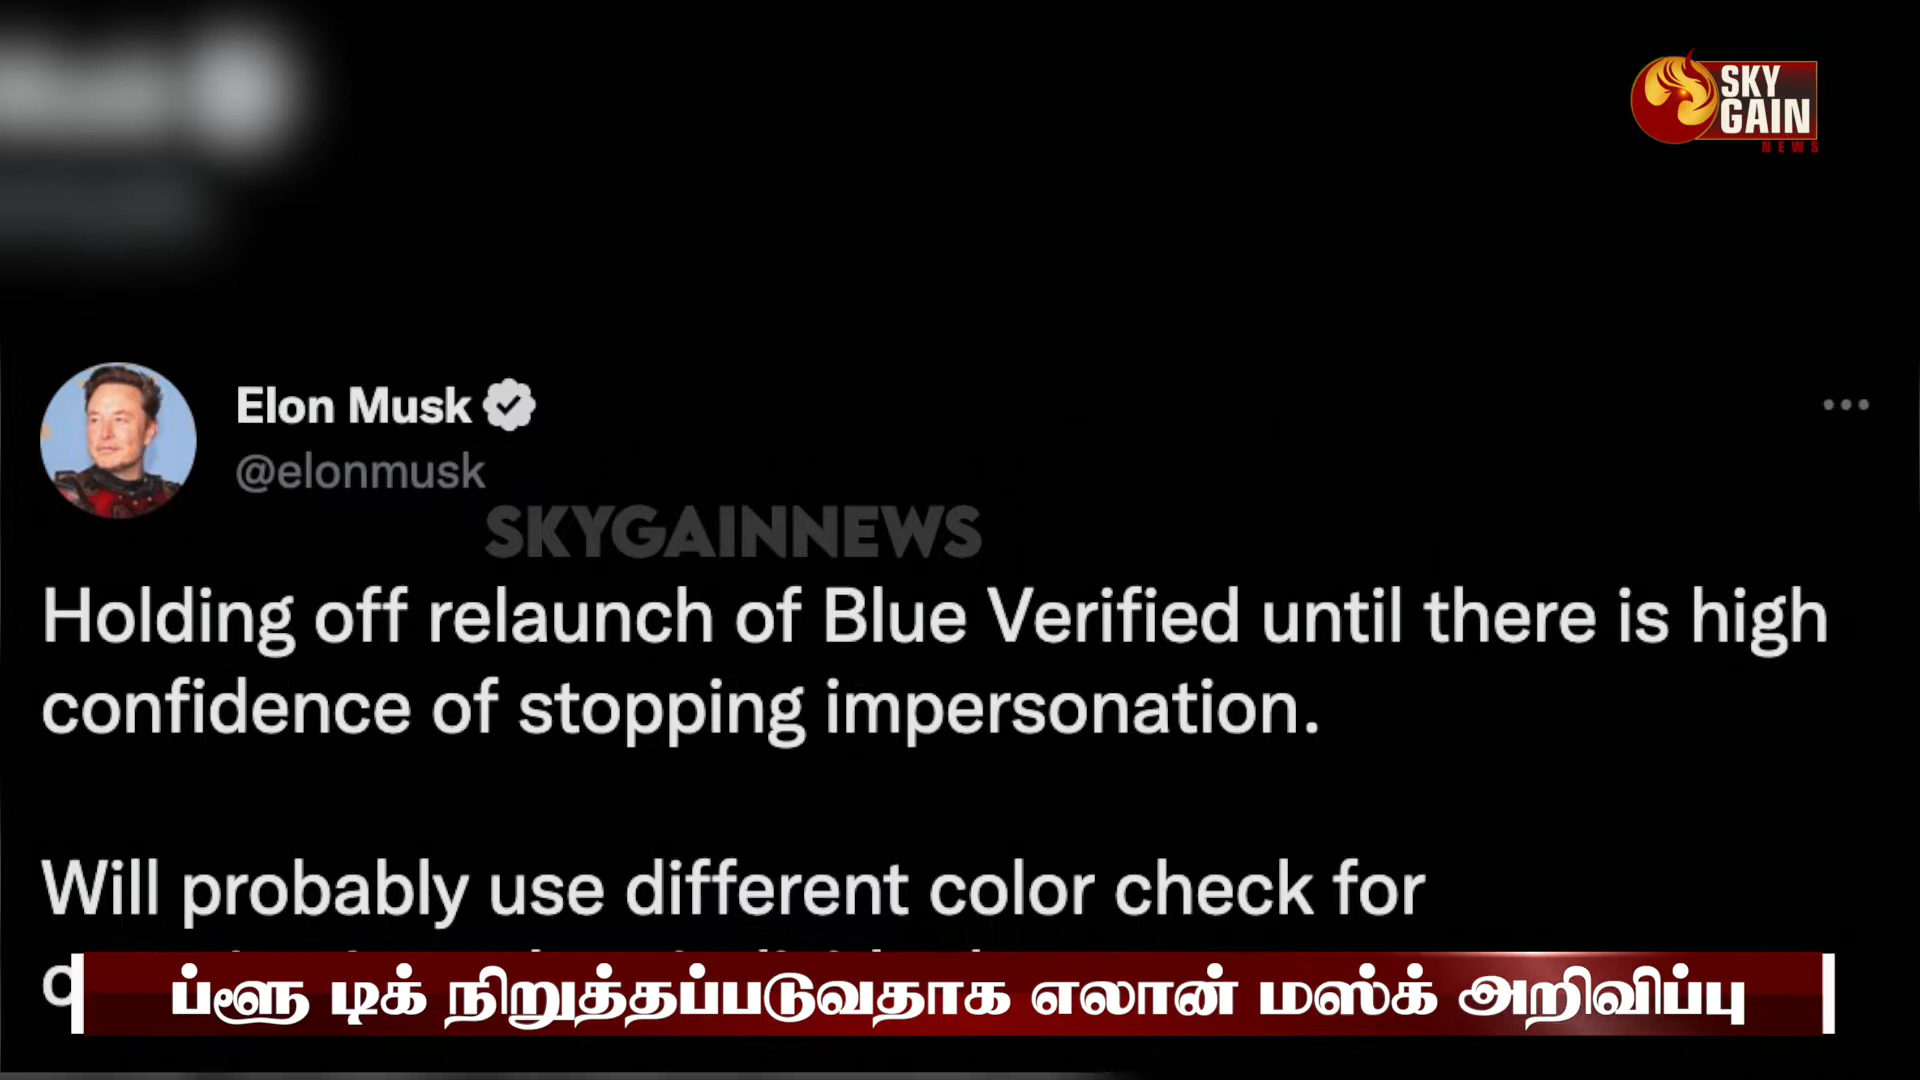 SKY
GAIN
NEWS
Elon Musk
@elonmusk
SKYGAINNEWS
Holding off relaunch of Blue Verified until there is high
confidence of stopping impersonation.
Will probably use different color check for
ப்ளூ டிக் நிறுத்தப்படுவதாக எலான் மஸ்க் அறிவிப்பு